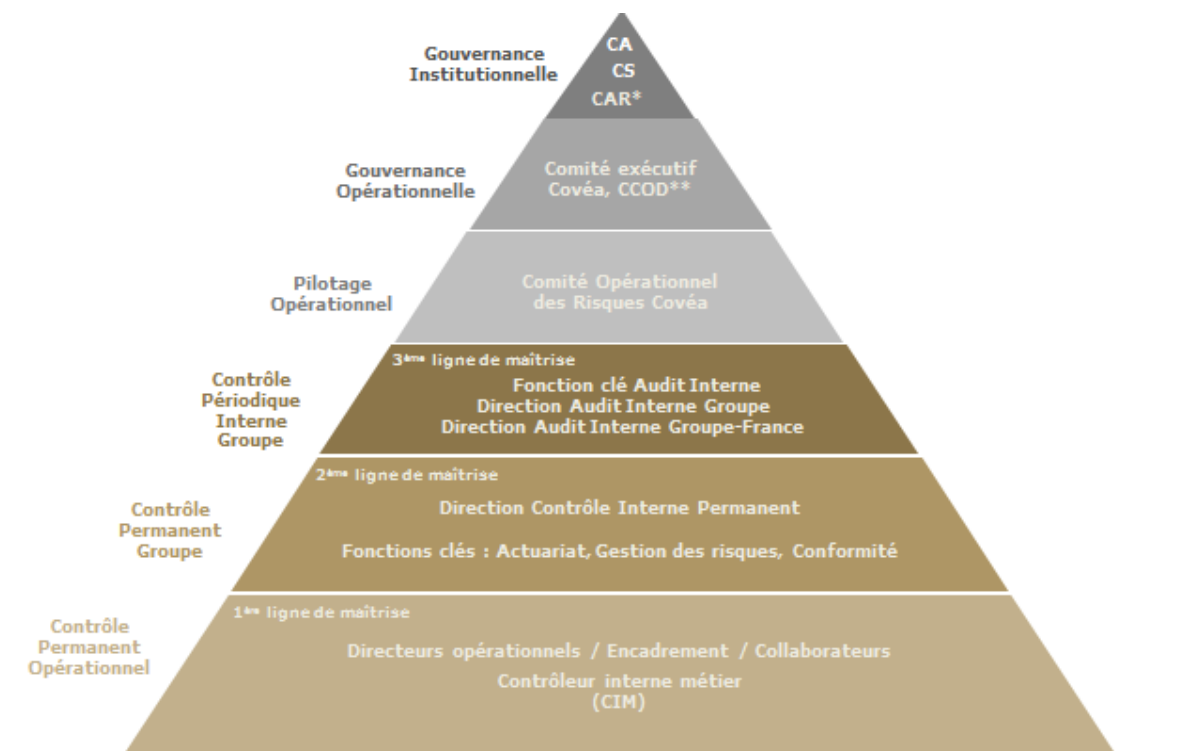 Gouvernance
Institutionnelle
CA
CS
CAR*
Gouvernance
Opérationnelle
Comité exécutif
Covéa, CCOD**
Pilotage
Opérationnel
Comité Opérationnel
des Risques Covéa
Contrôle
Périodique
Interne
Groupe
3ème ligne de maîtrise
Fonction clé Audit Interne
Direction Audit Interne Groupe
Direction Audit Interne Groupe-France
Contrôle
Permanent
Groupe
2ème ligne de maîtrise
Direction Contrôle Interne Permanent
Fonctions clés : Actuariat, Gestion des risques, Conformité
Contrôle
Permanent
Opérationnel
1ère ligne de maîtrise
Directeurs opérationnels / Encadrement / Collaborateurs
Contrôleur interne métier
(CIM)